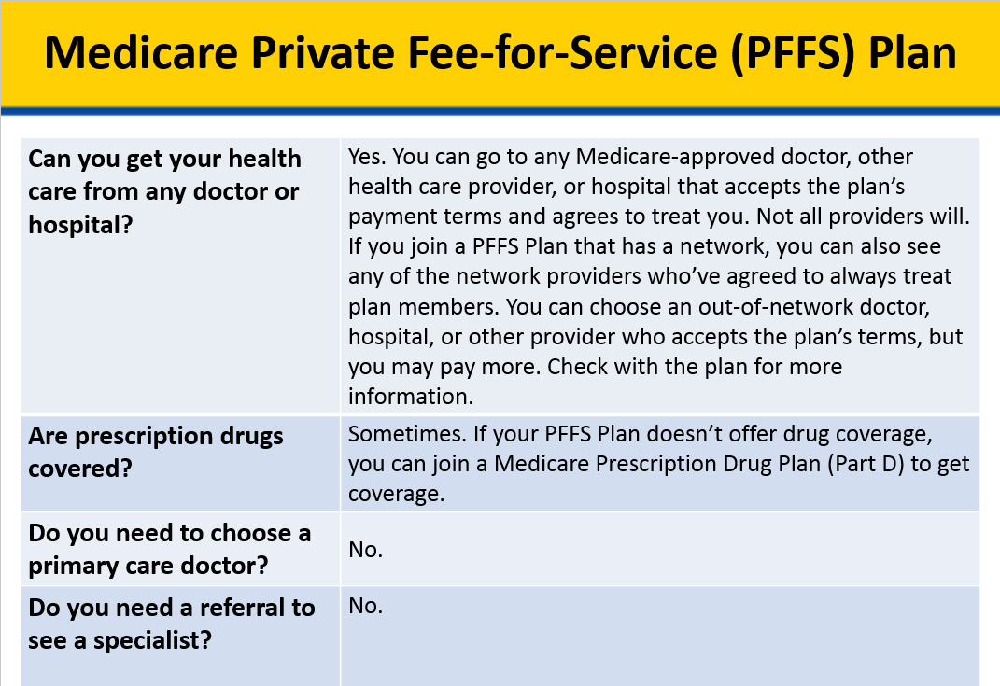 Medicare Private Fee-for-Service (PFFS) Plan
Can you get your health
care from any doctor or
hospital?
Yes. You can go to any Medicare-approved doctor, other
health care provider, or hospital that accepts the plan’s
payment terms and agrees to treat you. Not all providers will.
If you join a PFFS Plan that has a network, you can also see
any of the network providers who’ve agreed to always treat
plan members. You can choose an out-of-network doctor,
hospital, or other provider who accepts the plan’s terms, but
you may pay more. Check with the plan for more
information.
Are prescription drugs
covered?
Sometimes. If your PFFS Plan doesn’t offer drug coverage,
you can join a Medicare Prescription Drug Plan (Part D) to get
coverage.
Do you need to choose a
primary care doctor?
No.
Do you need a referral to
see a specialist?
No.